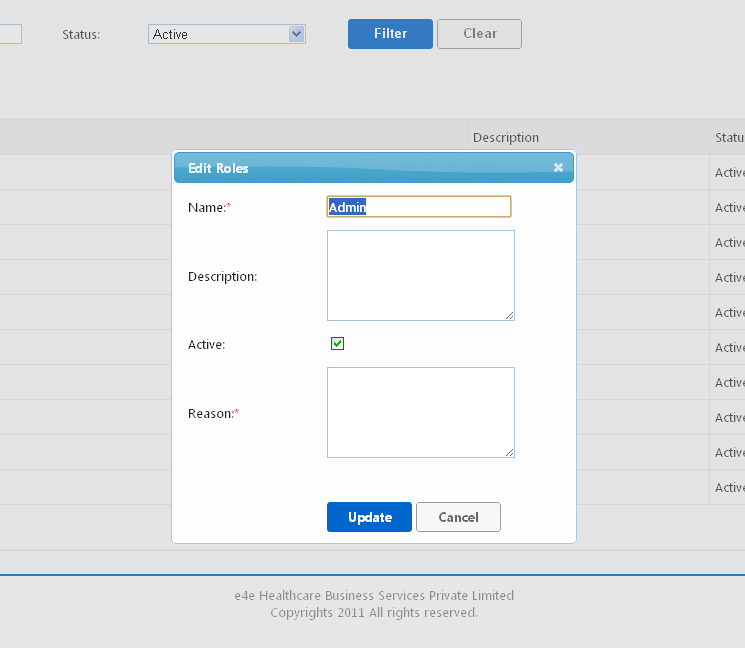 Status: Active Filter Clear
Description Statu
Edit Roles
Active
Name:* Admin
Active
Active
Description:
Active
Active
Active:
Active
Active
Reason:*
Active
Active
Active
Update Cancel
e4e Healthcare Business Services Private Limited
Copyrights 2011 All rights reserved.